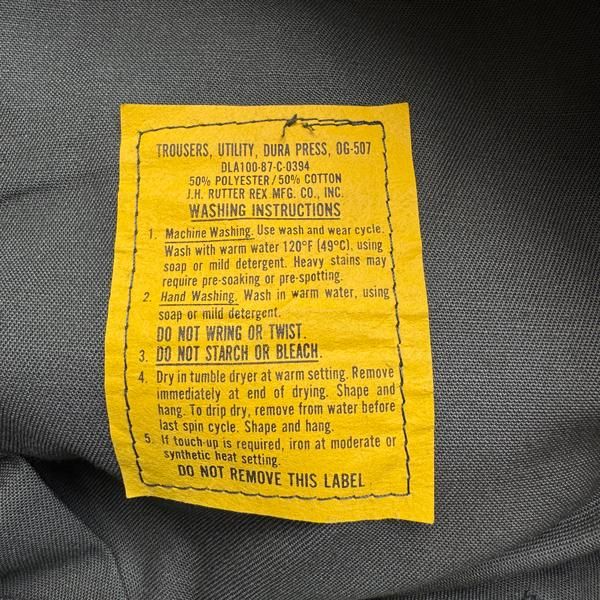 TROUSERS, UTILITY, DURA PRESS, OG-507
DLA100-87-C-0394
50% POLYESTER/50% COTTON
J.H. RUTTER REX MFG. CO., INC.
WASHING INSTRUCTIONS
1. Machine Washing. Use wash and wear cycle.
Wash with warm water 120°F (49°C), using
soap or mild detergent. Heavy stains may
require pre-soaking or pre-spotting.
2. Hand Washing. Wash in warm water, using
soap or mild detergent.
DO NOT WRING OR TWIST.
3. DO NOT STARCH OR BLEACH.
4. Dry in tumble dryer at warm setting. Remove
immediately at end of drying. Shape and
hang. To drip dry, remove from water before
last spin cycle. Shape and hang.
5. If touch-up is required, iron at moderate or
synthetic heat setting.
DO NOT REMOVE THIS LABEL